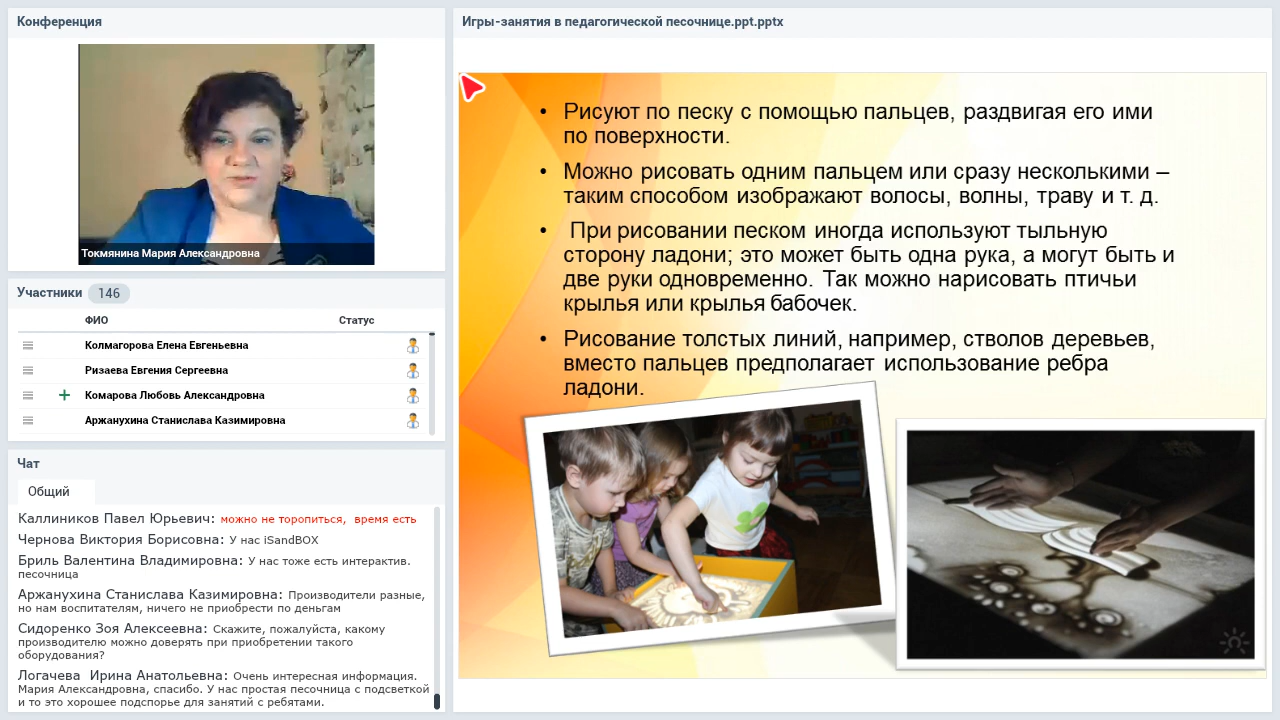 Конференция
Токмянина Мария Александровна
Участники 146
ФИО Статус
Колмагорова Елена Евгеньевна
Ризаева Евгения Сергеевна
Комарова Любовь Александровна
Аржанухина Станислава Казимировна
Чат
Общий
Каллиников Павел Юрьевич: можно не торопиться, время есть
Чернова Виктория Борисовна: У нас iSandBOX
Бриль Валентина Владимировна: У нас тоже есть интерактив.
песочница
Аржанухина Станислава Казимировна: Производители разные,
но нам воспитателям, ничего не приобрести по деньгам
Сидоренко Зоя Алексеевна: Скажите, пожалуйста, какому
производителю можно доверять при приобретении такого
оборудования?
Логачева Ирина Анатольевна: Очень интересная информация.
Мария Александровна, спасибо. У нас простая песочница с подсветкой
и то это хорошее подспорье для занятий с ребятами.
Игры-занятия в педагогической песочнице.ppt.pptx
• Рисуют по песку с помощью пальцев, раздвигая его ими
по поверхности.
• Можно рисовать одним пальцем или сразу несколькими –
таким способом изображают волосы, волны, траву и т. д.
• При рисовании песком иногда используют тыльную
сторону ладони; это может быть одна рука, а могут быть и
две руки одновременно. Так можно нарисовать птичьи
крылья или крылья бабочек.
• Рисование толстых линий, например, стволов деревьев,
вместо пальцев предполагает использование ребра
ладони.